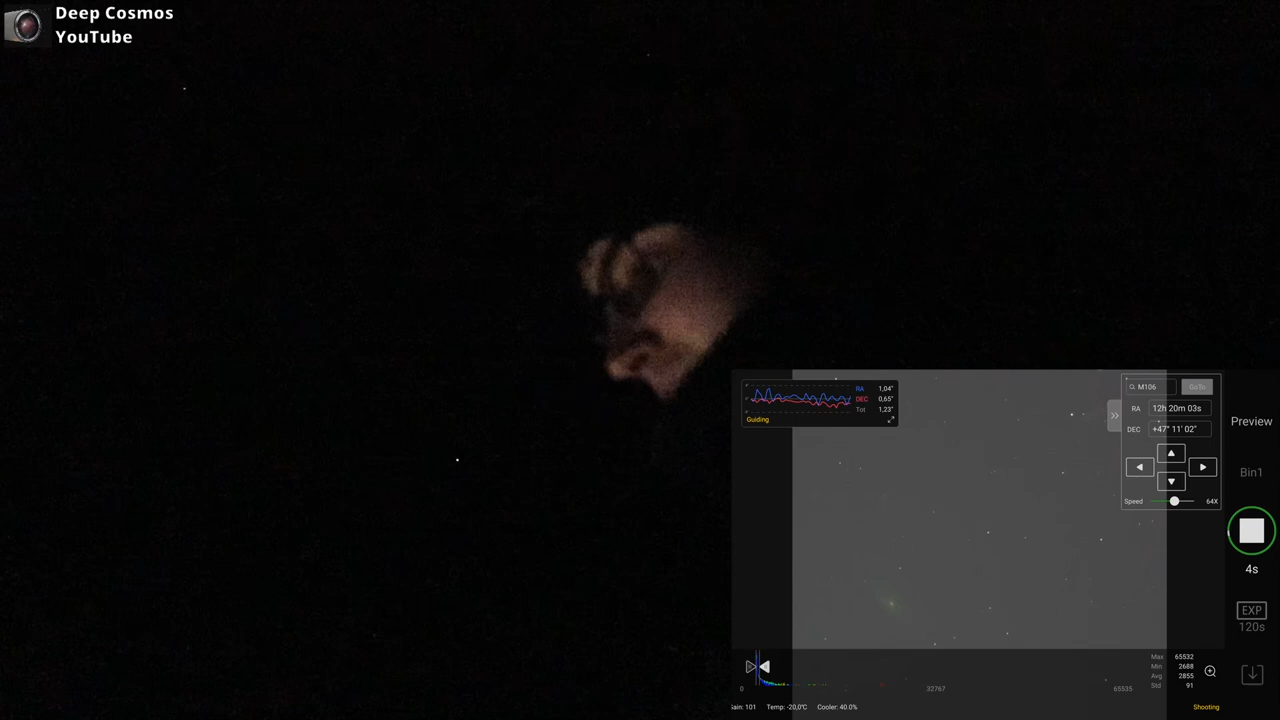 Deep Cosmos
YouTube
RA 1,04"
DEC 0,65"
Tot 1,23"
Guiding
M106 GoTo
RA 12h 20m 03s
DEC +47° 11' 02"
Speed 64X
Preview
Bin1
4s
EXP
120s
Max 65532
Min 2688
Avg 2855
Std 91
0 32767 65535
101 Temp: -20,0°C Cooler: 40.0% Shooting